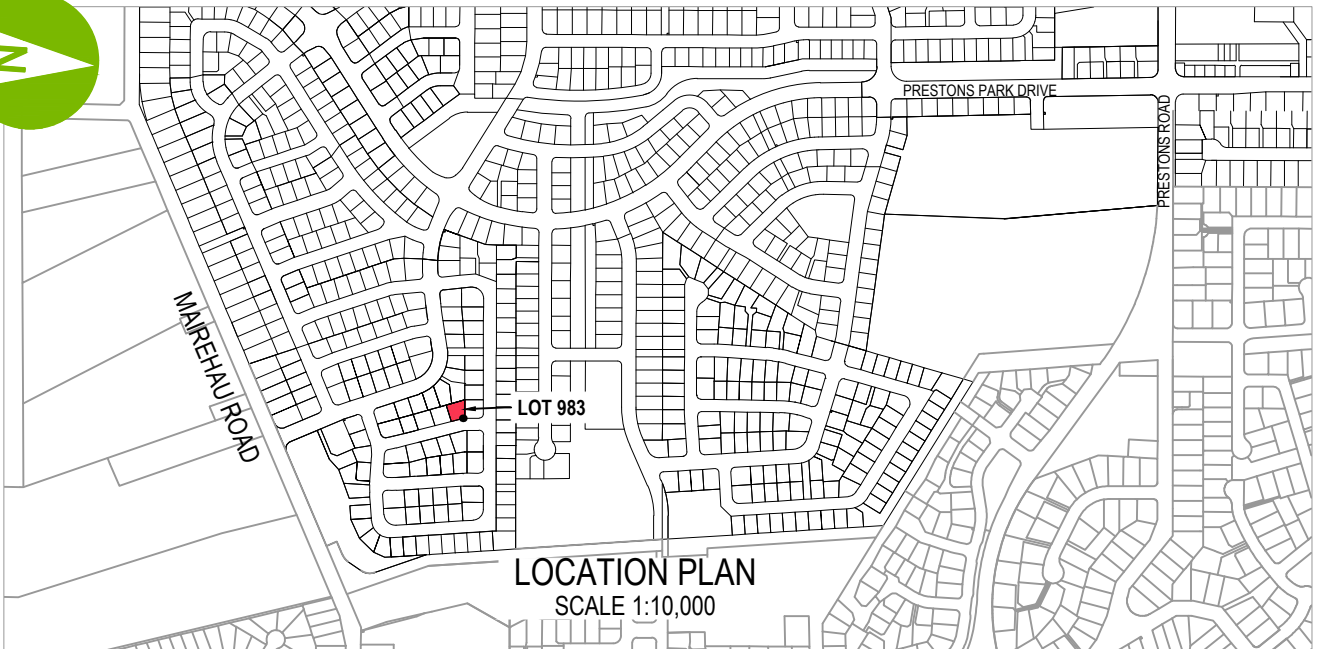 N
PRESTONS PARK DRIVE
PRESTONS ROAD
MAIREHAU ROAD
LOT 983
LOCATION PLAN
SCALE 1:10,000